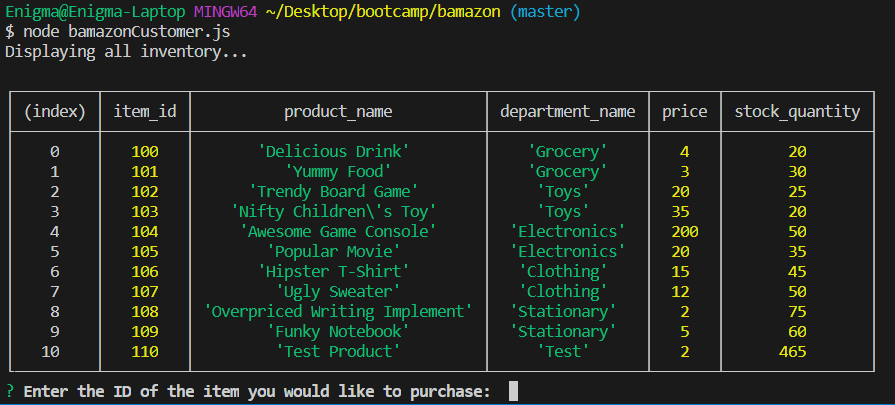 Enigma@Enigma-Laptop MINGW64 ~/Desktop/bootcamp/bamazon (master)
$ node bamazonCustomer.js
Displaying all inventory...
(index) item_id product_name department_name price stock_quantity
0 100 'Delicious Drink' 'Grocery' 4 20
1 101 'Yummy Food' 'Grocery' 3 30
2 102 'Trendy Board Game' 'Toys' 20 25
3 103 'Nifty Children\'s Toy' 'Toys' 35 20
4 104 'Awesome Game Console' 'Electronics' 200 50
5 105 'Popular Movie' 'Electronics' 20 35
6 106 'Hipster T-Shirt' 'Clothing' 15 45
7 107 'Ugly Sweater' 'Clothing' 12 50
8 108 'Overpriced Writing Implement' 'Stationary' 2 75
9 109 'Funky Notebook' 'Stationary' 5 60
10 110 'Test Product' 'Test' 2 465
? Enter the ID of the item you would like to purchase: